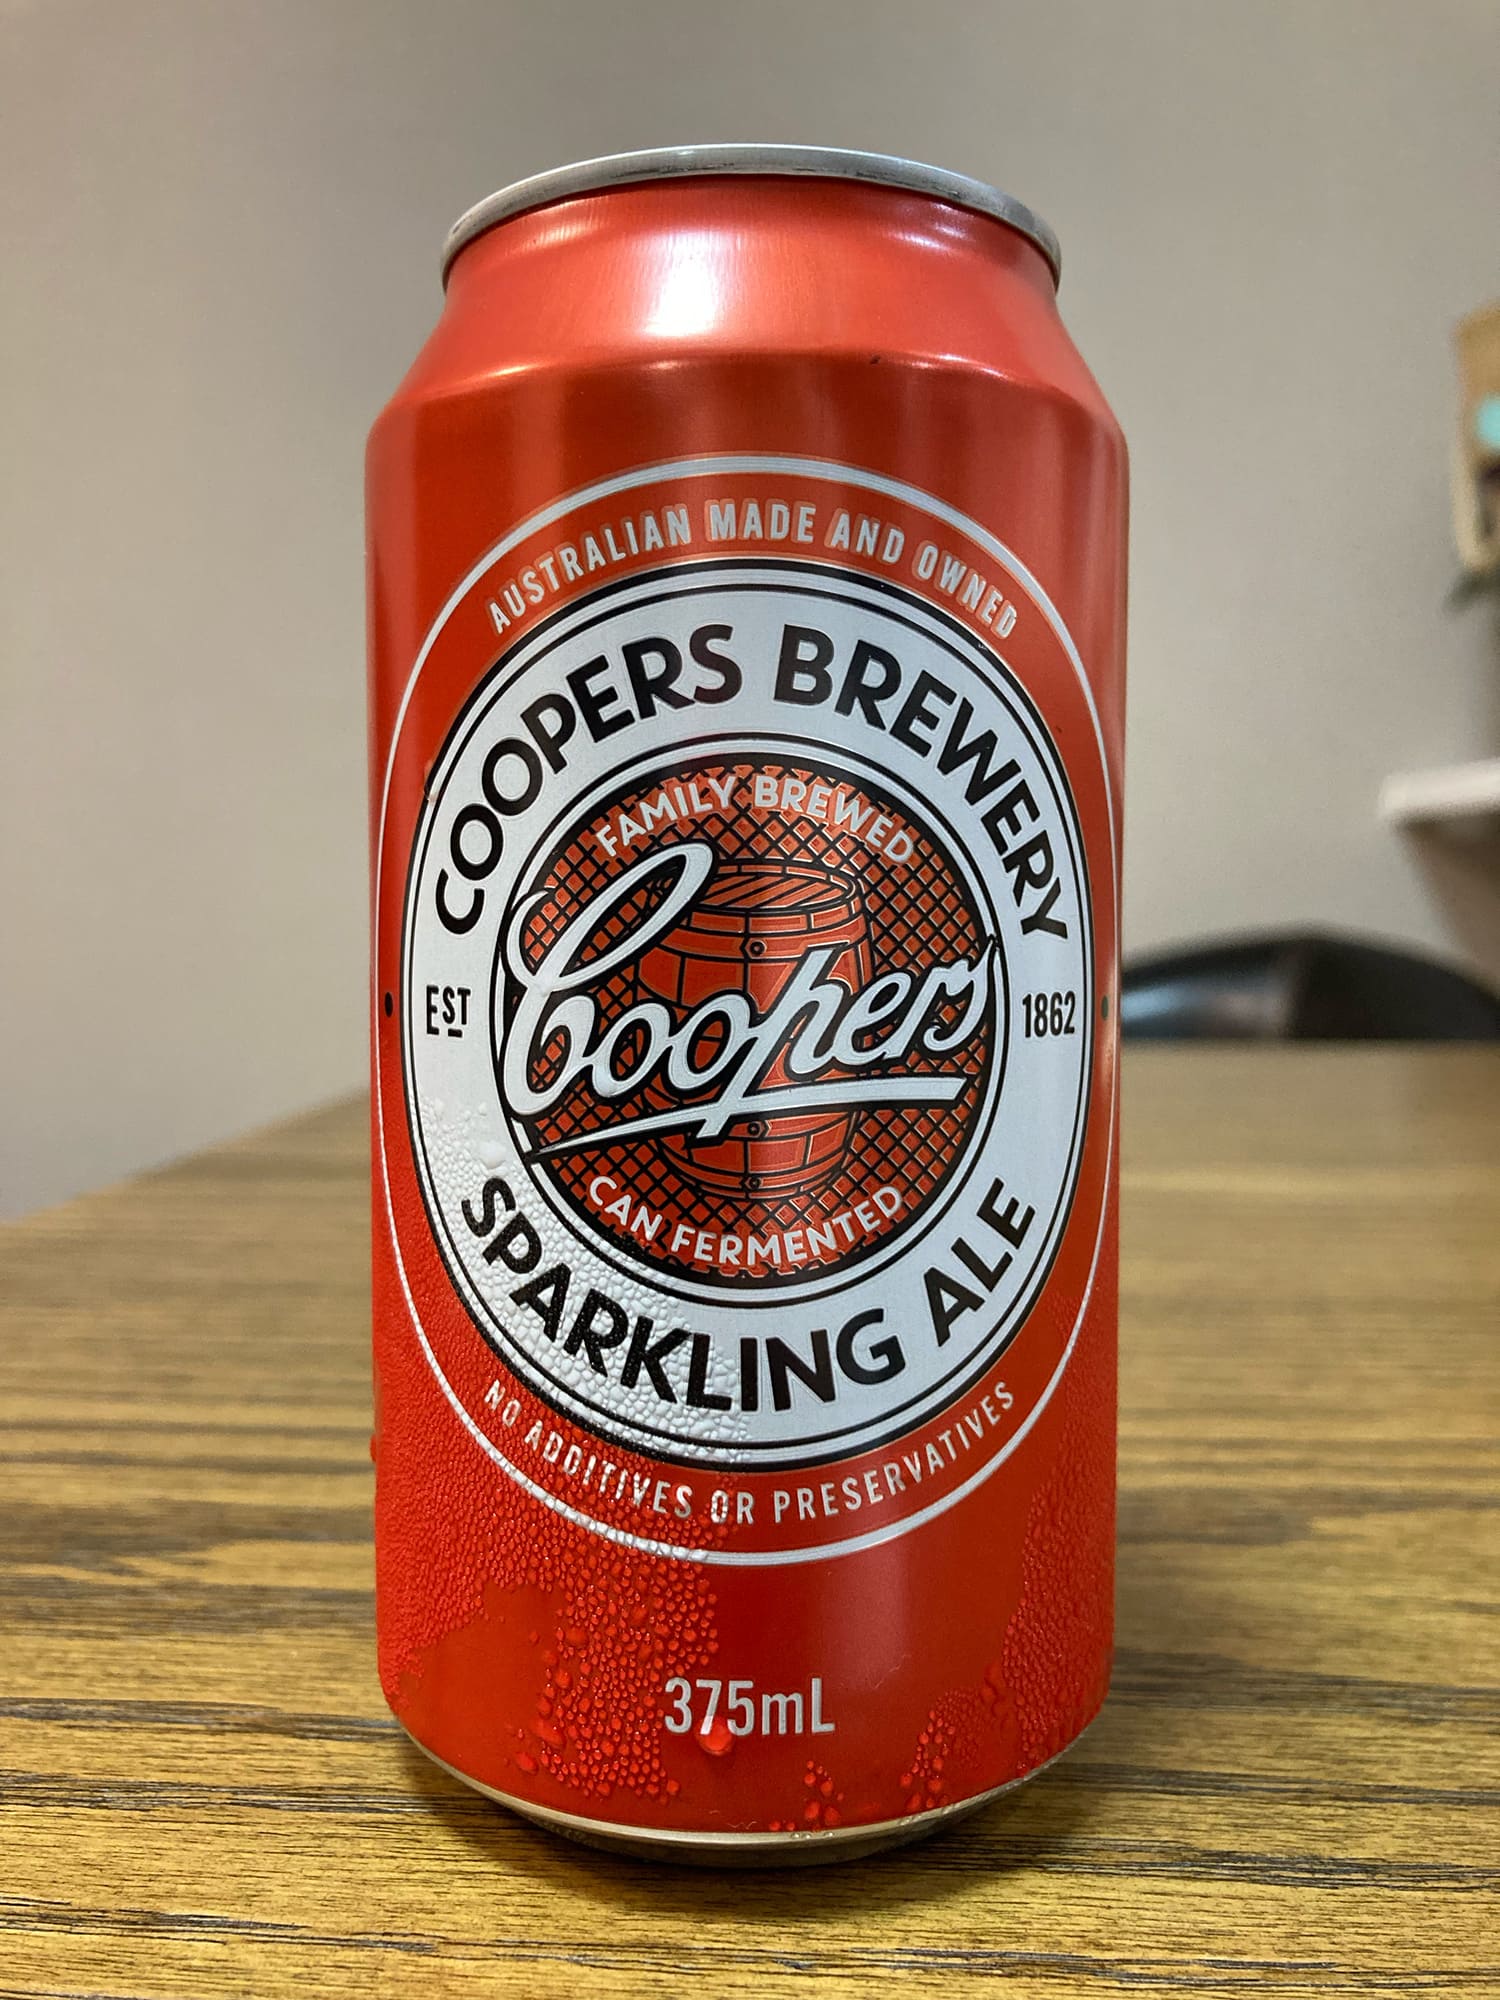 AUSTRALIAN MADE AND OWNED
COOPERS BREWERY
FAMILY BREWED
Coopers
EST 1862
CAN FERMENTED
SPARKLING ALE
NO ADDITIVES OR PRESERVATIVES
375mL